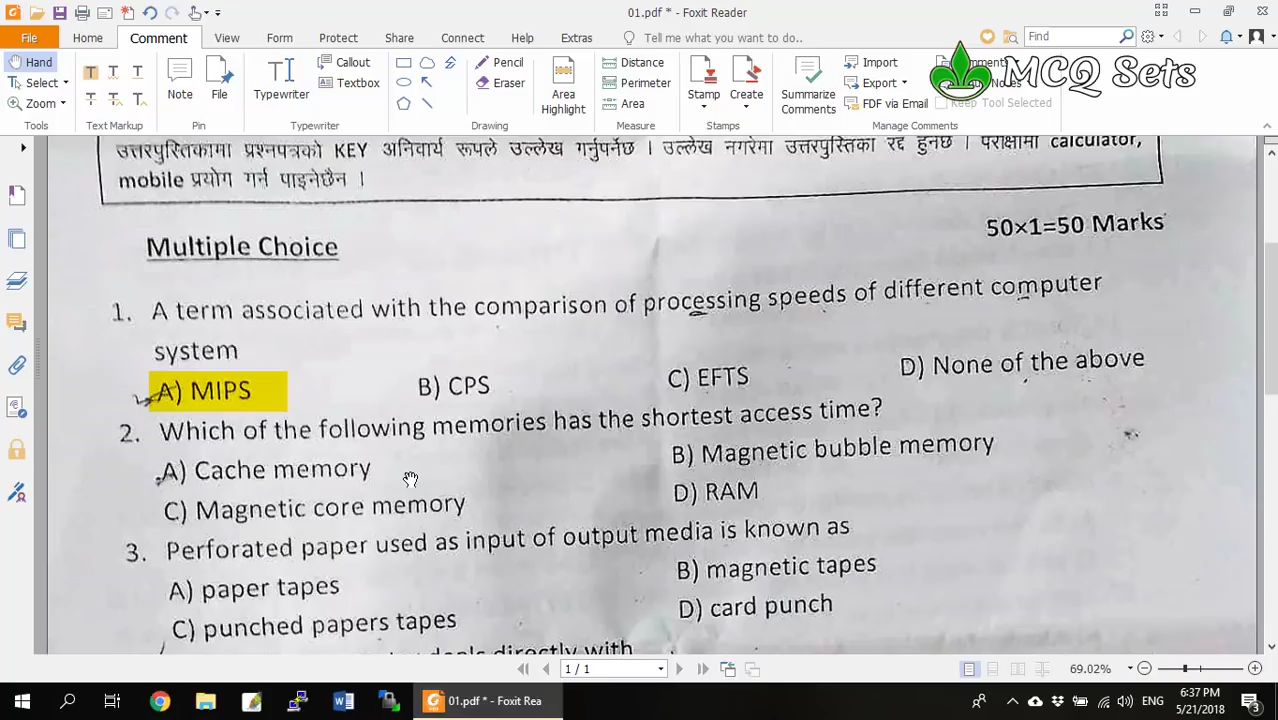 01.pdf * - Foxit Reader
File Home Comment View Form Protect Share Connect Help Extras Tell me what you want to do.. Find
Hand Callout Pencil Distance Import
Select Note File Typewriter Textbox Eraser Area Highlight Perimeter Stamp Create Summarize Comments Export
Zoom Area FDF via Email Keep Tool Selected
MCQ Sets
Tools Text Markup Pin Typewriter Drawing Measure Stamps Manage Comments
उत्तरपुस्तिकामा प्रश्नपत्रको KEY अनिवार्य रूपले उल्लेख गर्नुपर्नेछ । उल्लेख नगरेमा उत्तरपुस्तिका रद्द हुनेछ । परीक्षामा calculator,
mobile प्रयोग गर्न पाइनेछैन ।
50×1=50 Marks
Multiple Choice
1. A term associated with the comparison of processing speeds of different computer
system
A) MIPS B) CPS C) EFTS D) None of the above
2. Which of the following memories has the shortest access time?
A) Cache memory B) Magnetic bubble memory
C) Magnetic core memory D) RAM
3. Perforated paper used as input of output media is known as
A) paper tapes B) magnetic tapes
C) punched papers tapes D) card punch
directly with
1 / 1 69.02%
01.pdf * - Foxit Rea ENG 6:37 PM
5/21/2018
3